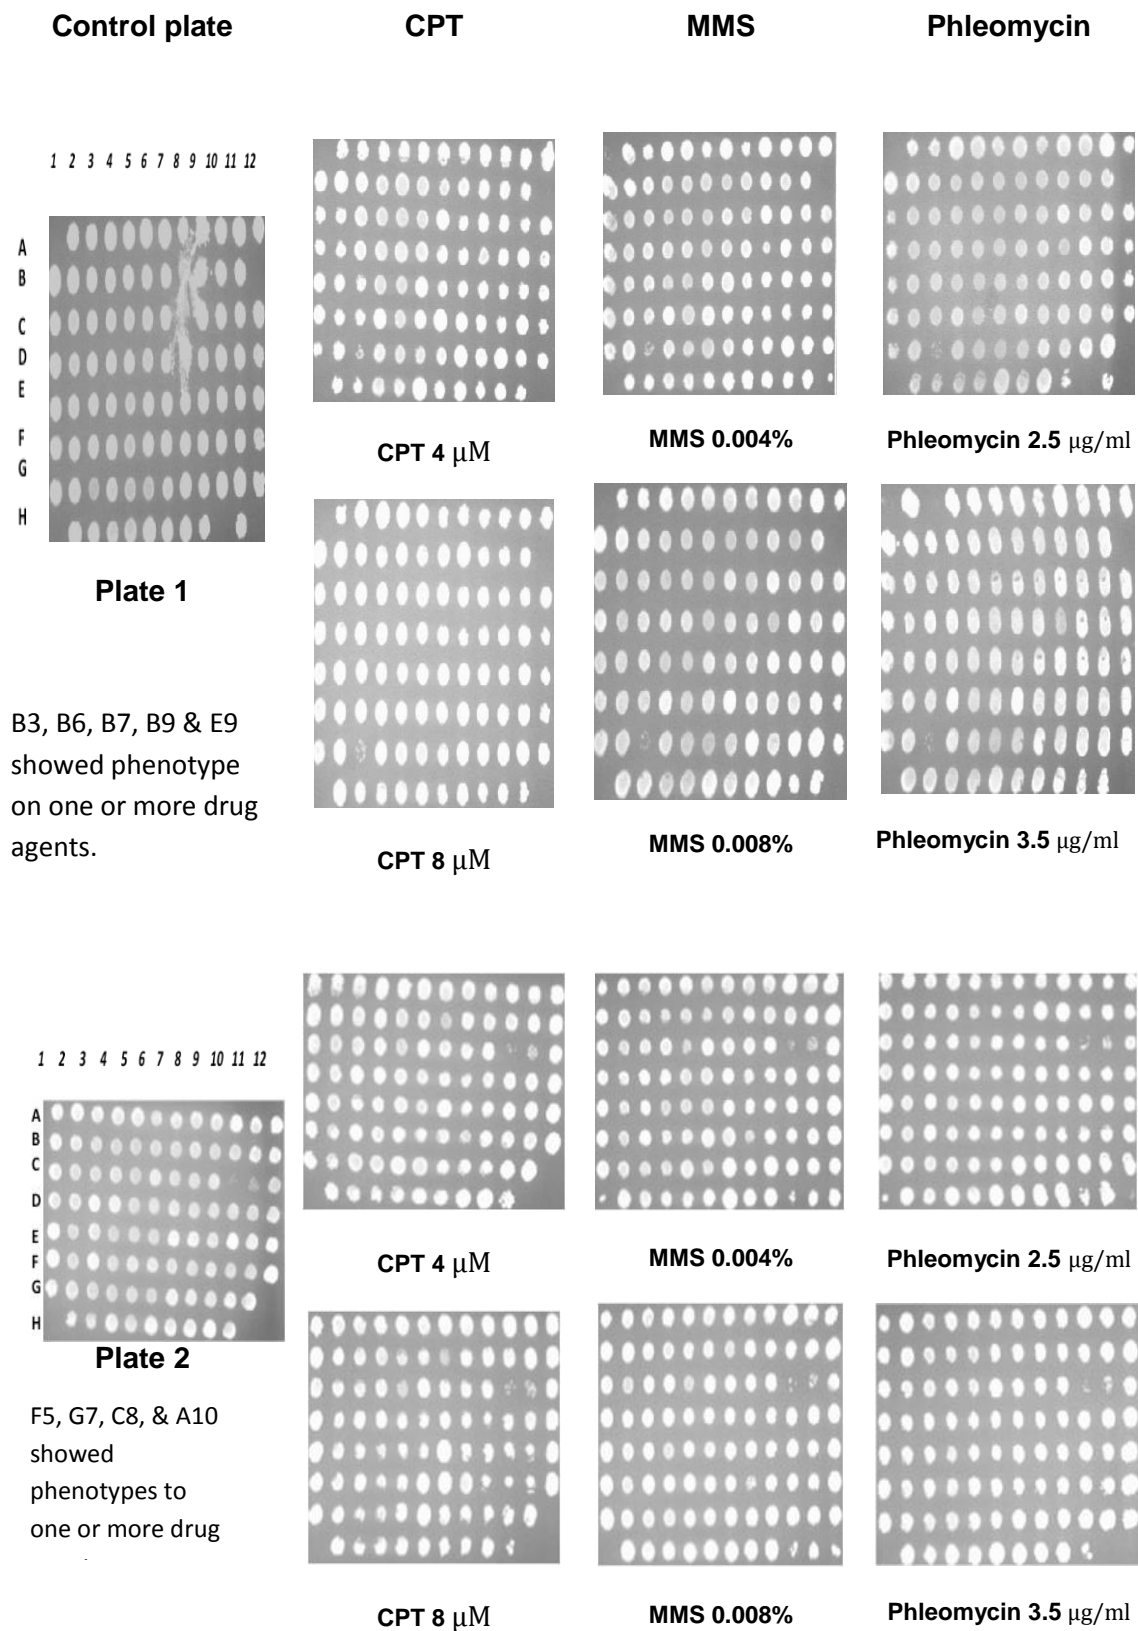 Control plate CPT MMS Phleomycin
1 2 3 4 5 6 7 8 9 10 11 12
A
B
C
D
E
F
G
H
CPT 4 μM MMS 0.004% Phleomycin 2.5 μg/ml
Plate 1
B3, B6, B7, B9 & E9
showed phenotype
on one or more drug
agents.
CPT 8 μM MMS 0.008% Phleomycin 3.5 μg/ml
1 2 3 4 5 6 7 8 9 10 11 12
A
B
C
D
E
F
G
H
CPT 4 μM MMS 0.004% Phleomycin 2.5 μg/ml
Plate 2
F5, G7, C8, & A10
showed
phenotypes to
one or more drug
CPT 8 μM MMS 0.008% Phleomycin 3.5 μg/ml